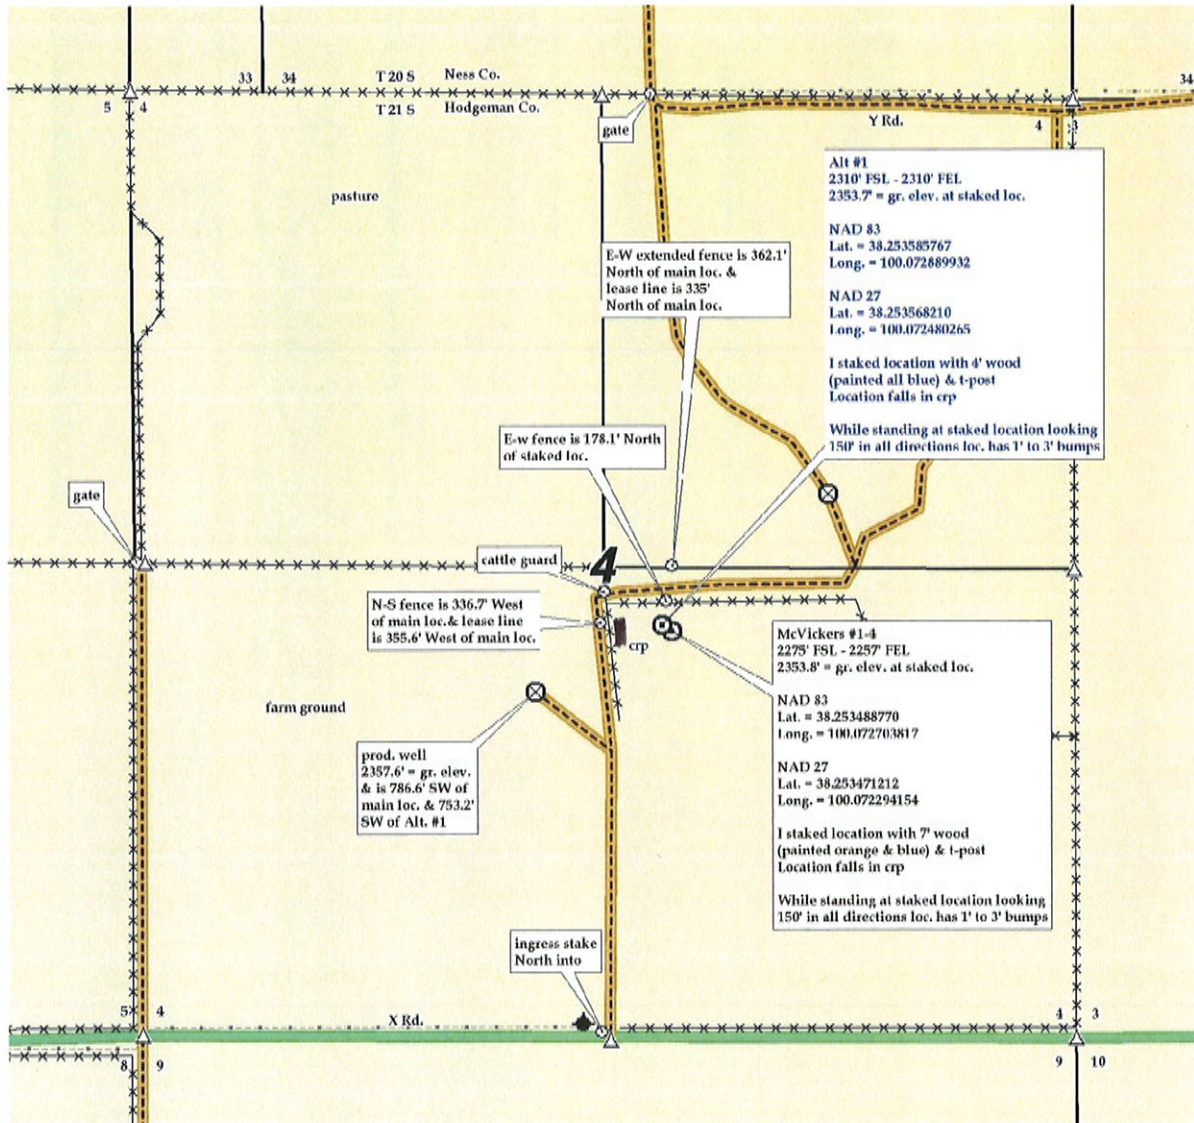 33 34 T 20 S Ness Co. 34
5 4 T 21 S Hodgeman Co.
gate
Y Rd.
4 3
pasture
Alt #1
2310' FSL - 2310' FEL
2353.7' = gr. elev. at staked loc.
NAD 83
Lat. = 38.253585767
Long. = 100.072889932
NAD 27
Lat. = 38.253568210
Long. = 100.072480265
I staked location with 4' wood
(painted all blue) & t-post
Location falls in crp
While standing at staked location looking
150' in all directions loc. has 1' to 3' bumps
E-W extended fence is 362.1'
North of main loc. &
lease line is 335'
North of main loc.
E-w fence is 178.1' North
of staked loc.
gate
cattle guard
4
N-S fence is 336.7' West
of main loc.& lease line
is 355.6' West of main loc.
crp
McVickers #1-4
2275' FSL - 2257' FEL
2353.8' = gr. elev. at staked loc.
NAD 83
Lat. = 38.253488770
Long. = 100.072703817
NAD 27
Lat. = 38.253471212
Long. = 100.072294154
I staked location with 7' wood
(painted orange & blue) & t-post
Location falls in crp
While standing at staked location looking
150' in all directions loc. has 1' to 3' bumps
farm ground
prod. well
2357.6' = gr. elev.
& is 786.6' SW of
main loc. & 753.2'
SW of Alt. #1
ingress stake
North into
5 4
X Rd.
4 3
8 9
9 10